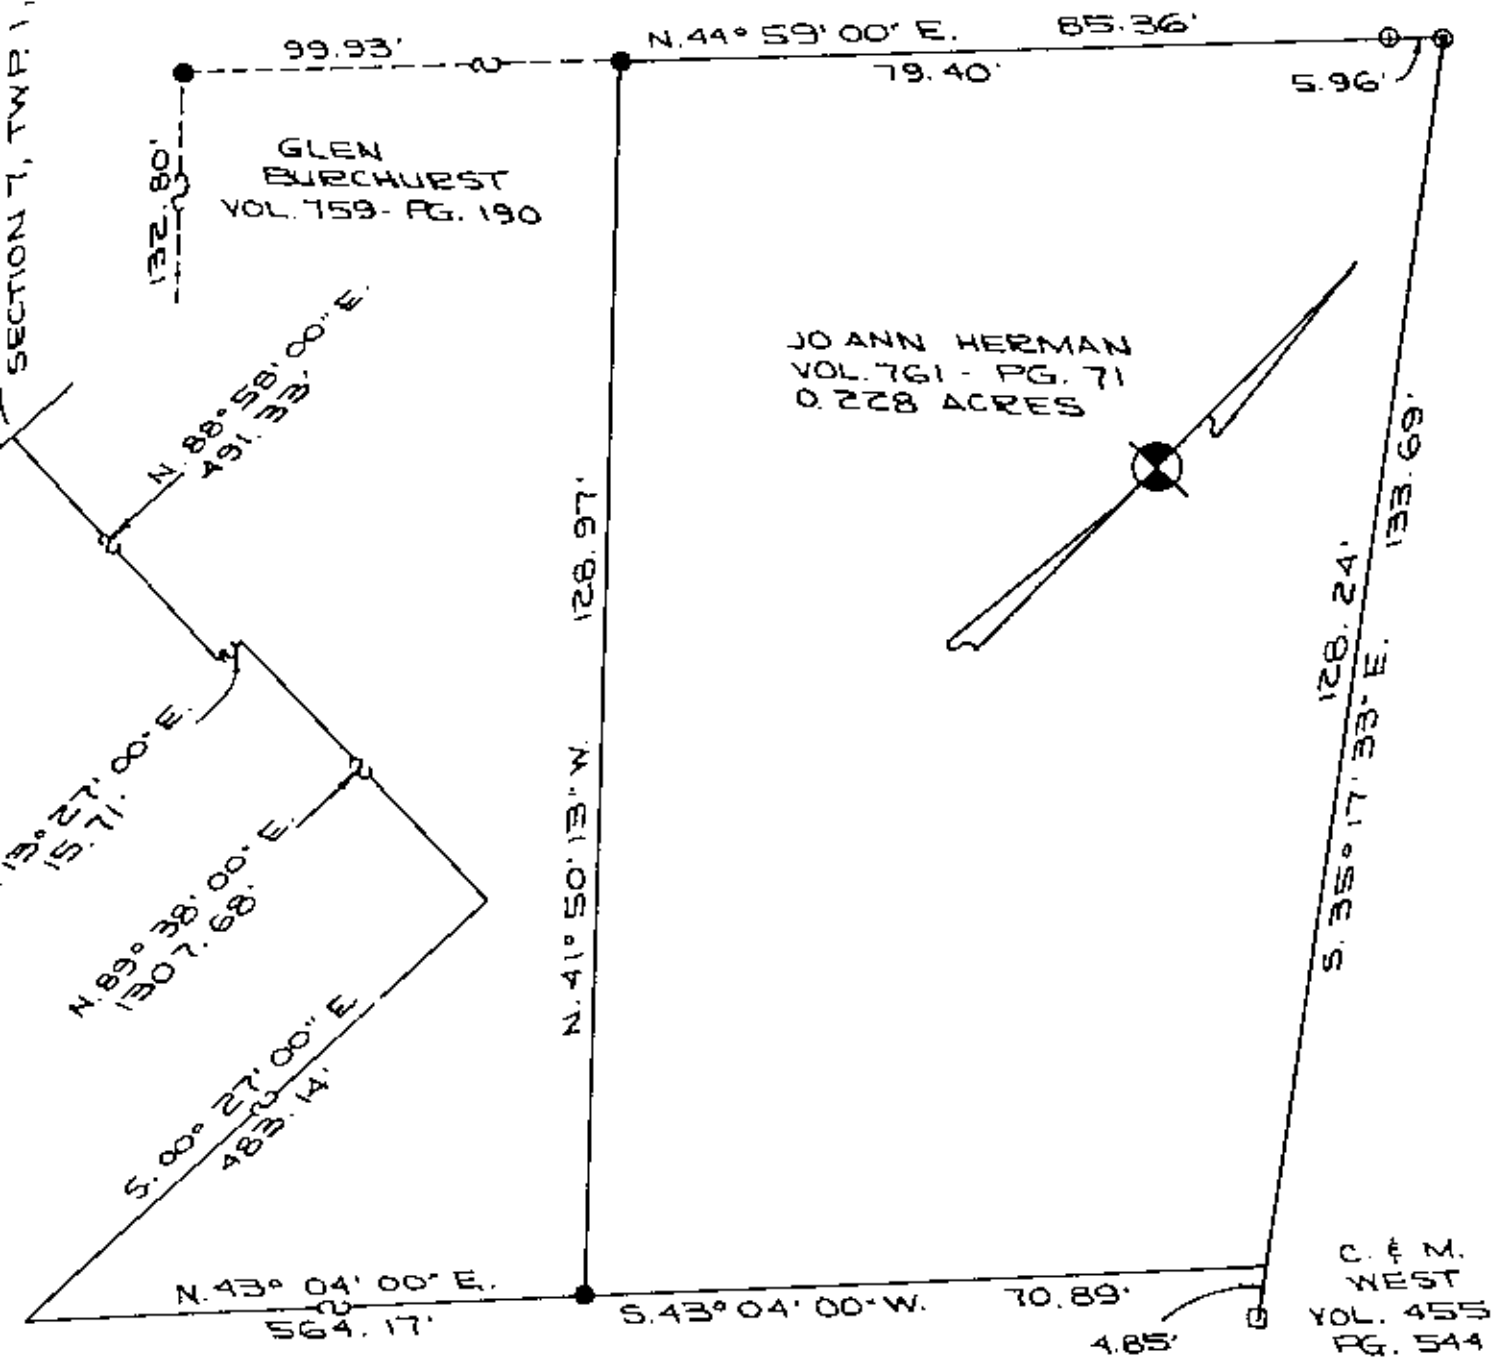 SECTION 7, TWP. 1,
99.93'
N. 44° 59' 00" E.
85.36'
79.40'
5.96'
132.80'
GLEN
BURCHURST
VOL. 759 - PG. 190
N. 88° 58' 00" E.
491.33'
JO ANN HERMAN
VOL. 761 - PG. 71
0.228 ACRES
128.97'
N. 41° 50' 13" W.
133.69'
128.24'
S. 35° 17' 33" E.
13° 27' 00" E.
15.71'
N. 89° 38' 00" E.
1307.68'
S. 00° 27' 00" E.
483.14'
N. 43° 04' 00" E.
564.17'
S. 43° 04' 00" W.
70.89'
4.85'
C. & M.
WEST
VOL. 455
PG. 544